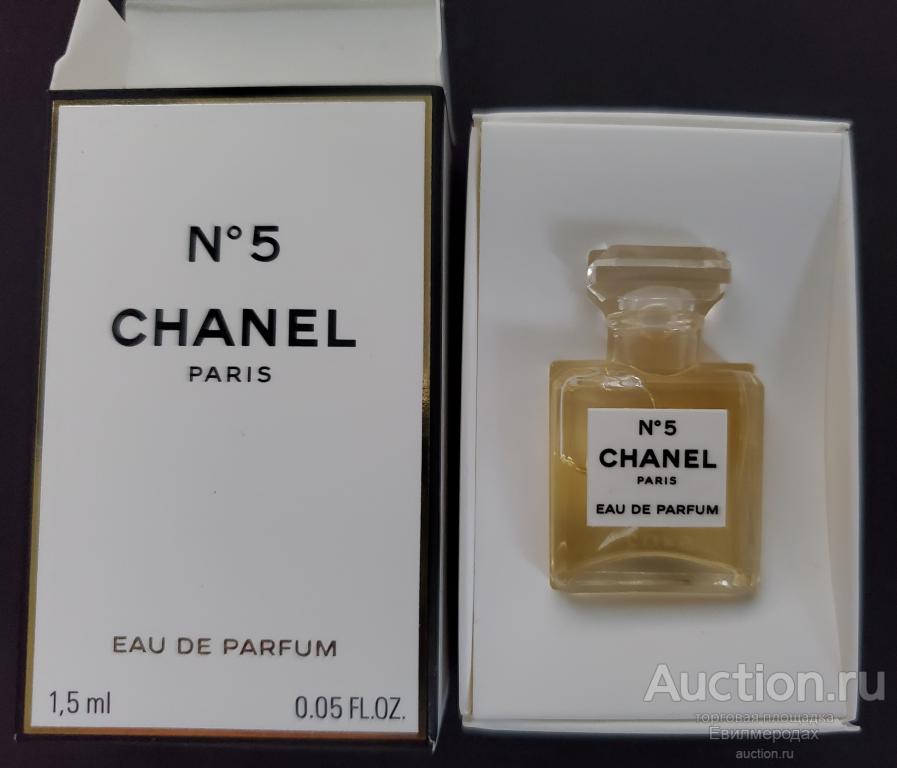 N°5
CHANEL
PARIS
EAU DE PARFUM
1,5 ml
0.05 FL.OZ.
N°5
CHANEL
PARIS
EAU DE PARFUM
Auction.ru
торговая площадка
Евилмеродах
auction.ru